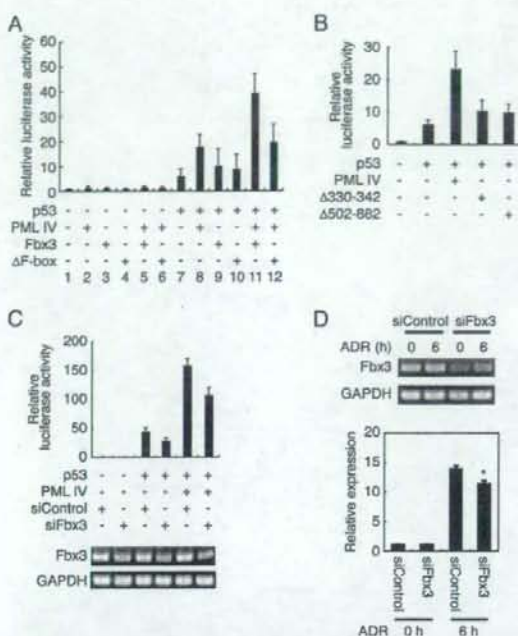 A
Relative luciferase activity
60
50
40
30
20
10
0
p53 - - - - - - + + + + + +
PML IV - + - - + + - + - - + +
Fbx3 - - + - + - - - + - + -
ΔF-box - - - + - + - - - + - +
1 2 3 4 5 6 7 8 9 10 11 12
B
Relative
luciferase activity
30
20
10
0
p53 - + + + +
PML IV - - + - -
Δ330-342 - - - + -
Δ502-882 - - - - +
C
Relative
luciferase activity
200
150
100
50
0
p53 - - + + + +
PML IV - - - - + +
siControl + - + - + -
siFbx3 - + - + - +
Fbx3
GAPDH
D
siControl siFbx3
ADR (h) 0 6 0 6
Fbx3
GAPDH
Relative expression
20
15
10
5
0
*
siControl
siFbx3
siControl
siFbx3
ADR 0 h 6 h